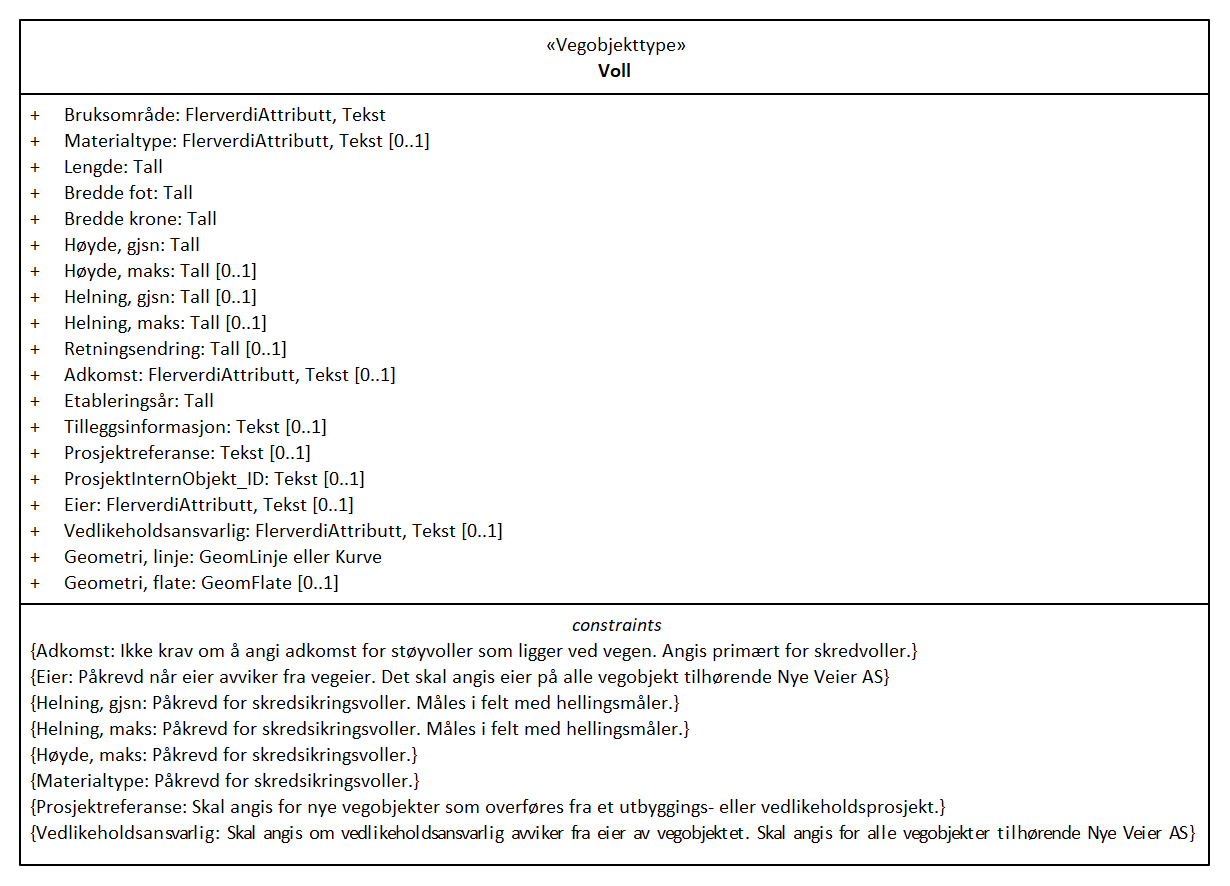 «Vegobjekttype»
Voll
+ Bruksområde: FlerverdiAttributt, Tekst
+ Materialtype: FlerverdiAttributt, Tekst [0..1]
+ Lengde: Tall
+ Bredde fot: Tall
+ Bredde krone: Tall
+ Høyde, gjsn: Tall
+ Høyde, maks: Tall [0..1]
+ Helning, gjsn: Tall [0..1]
+ Helning, maks: Tall [0..1]
+ Retningsendring: Tall [0..1]
+ Adkomst: FlerverdiAttributt, Tekst [0..1]
+ Etableringsår: Tall
+ Tilleggsinformasjon: Tekst [0..1]
+ Prosjektreferanse: Tekst [0..1]
+ ProsjektInternObjekt_ID: Tekst [0..1]
+ Eier: FlerverdiAttributt, Tekst [0..1]
+ Vedlikeholdsansvarlig: FlerverdiAttributt, Tekst [0..1]
+ Geometri, linje: GeomLinje eller Kurve
+ Geometri, flate: GeomFlate [0..1]
constraints
{Adkomst: Ikke krav om å angi adkomst for støyvoller som ligger ved vegen. Angis primært for skredvoller.}
{Eier: Påkrevd når eier avviker fra vegeier. Det skal angis eier på alle vegobjekt tilhørende Nye Veier AS}
{Helning, gjsn: Påkrevd for skredsikringsvoller. Måles i felt med hellingsmåler.}
{Helning, maks: Påkrevd for skredsikringsvoller. Måles i felt med hellingsmåler.}
{Høyde, maks: Påkrevd for skredsikringsvoller.}
{Materialtype: Påkrevd for skredsikringsvoller.}
{Prosjektreferanse: Skal angis for nye vegobjekter som overføres fra et utbyggings- eller vedlikeholdsprosjekt.}
{Vedlikeholdsansvarlig: Skal angis om vedlikeholdsansvarlig avviker fra eier av vegobjektet. Skal angis for alle vegobjekter tilhørende Nye Veier AS}